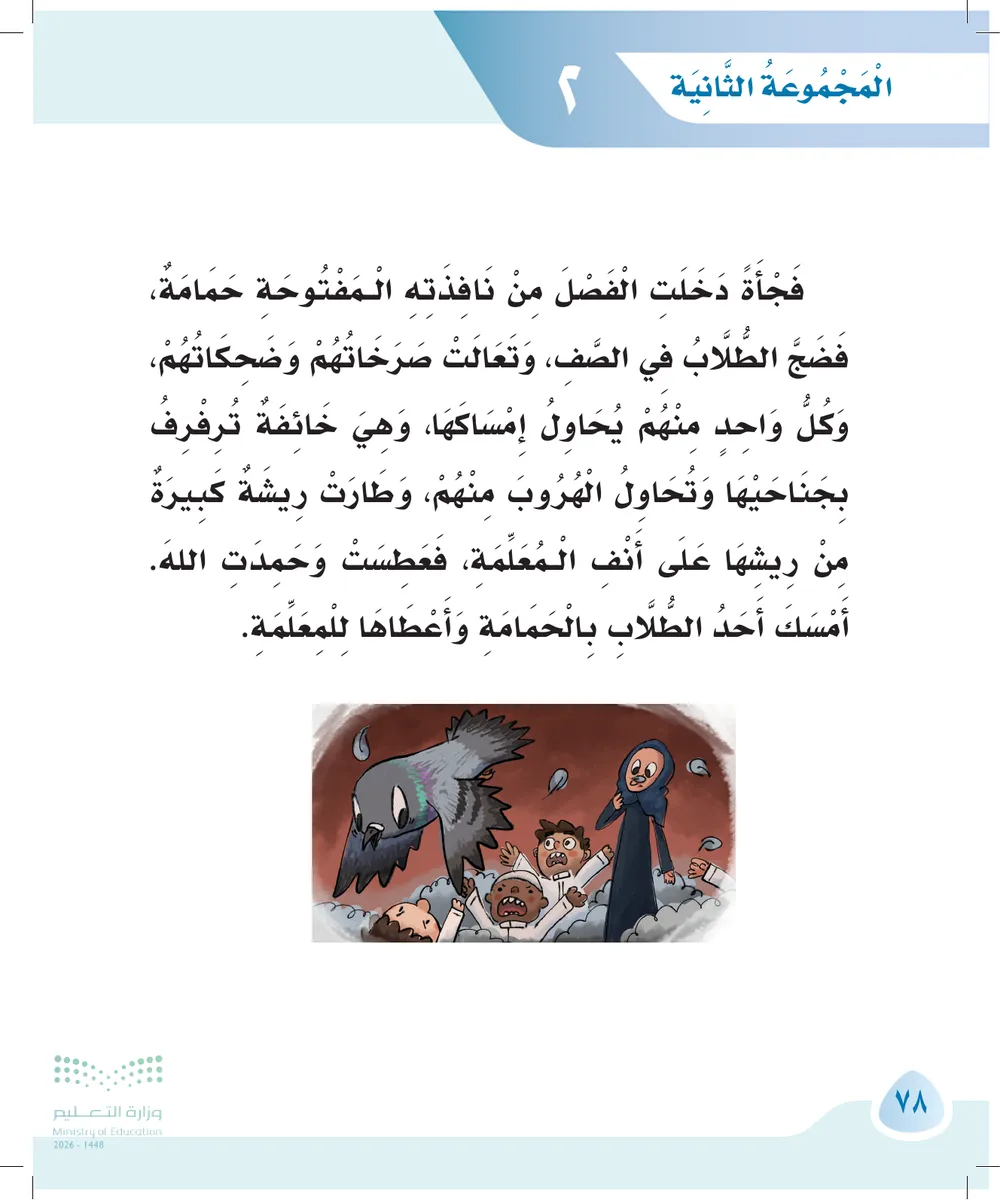 الْمَجْمُوعَةُ الثَّانِيَة
٢
فَجْأَةً دَخَلَتِ الْفَصْلَ مِنْ نَافِذَتِهِ الْمَفْتُوحَةِ حَمَامَةٌ،
فَضَجَّ الطُّلَّابُ فِي الصَّفِ، وَتَعَالَتْ صَرَخَاتُهُمْ وَضَحِكَاتُهُمْ،
وَكُلُّ وَاحِدٍ مِنْهُمْ يُحَاوِلُ إِمْسَاكَهَا، وَهِيَ خَائِفَةٌ تُرِفْرِفُ
بِجَنَاحَيْهَا وَتُحَاوِلُ الْهُرُوبَ مِنْهُمْ، وَطَارَتْ رِيشَةٌ كَبِيرَةٌ
مِنْ رِيشِهَا عَلَى أَنْفِ الْمُعَلِّمَةِ، فَعَطِسَتْ وَحَمِدَتِ اللهَ.
أَمْسَكَ أَحَدُ الطُّلَّابِ بِالْحَمَامَةِ وَأَعْطَاهَا لِلْمِعَلِّمَةِ.
وزارة التعليم
Ministry of Education
2026 - 1448
٧٨